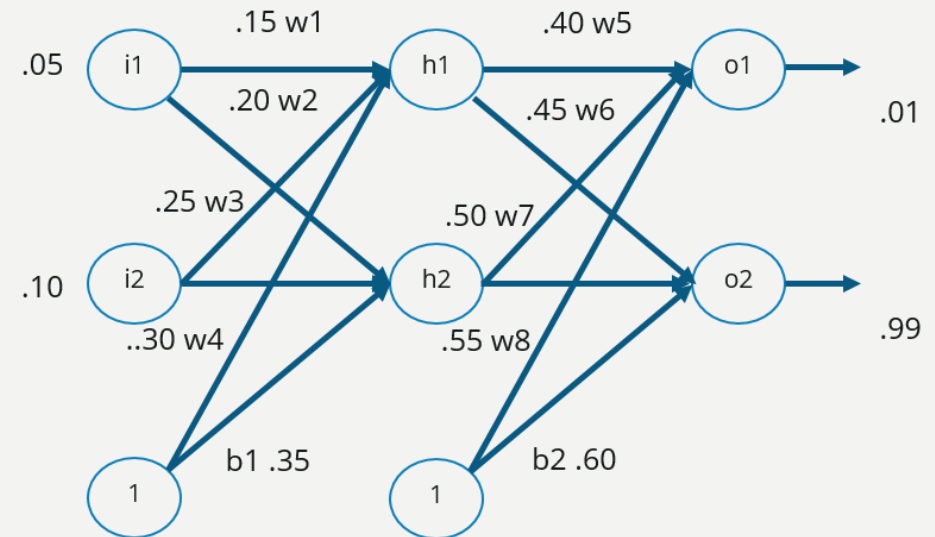 .15 w1
.40 w5
.05
i1
h1
o1
.20 w2
.45 w6
.01
.25 w3
.50 w7
.10
i2
h2
o2
..30 w4
.55 w8
.99
b1 .35
b2 .60
1
1